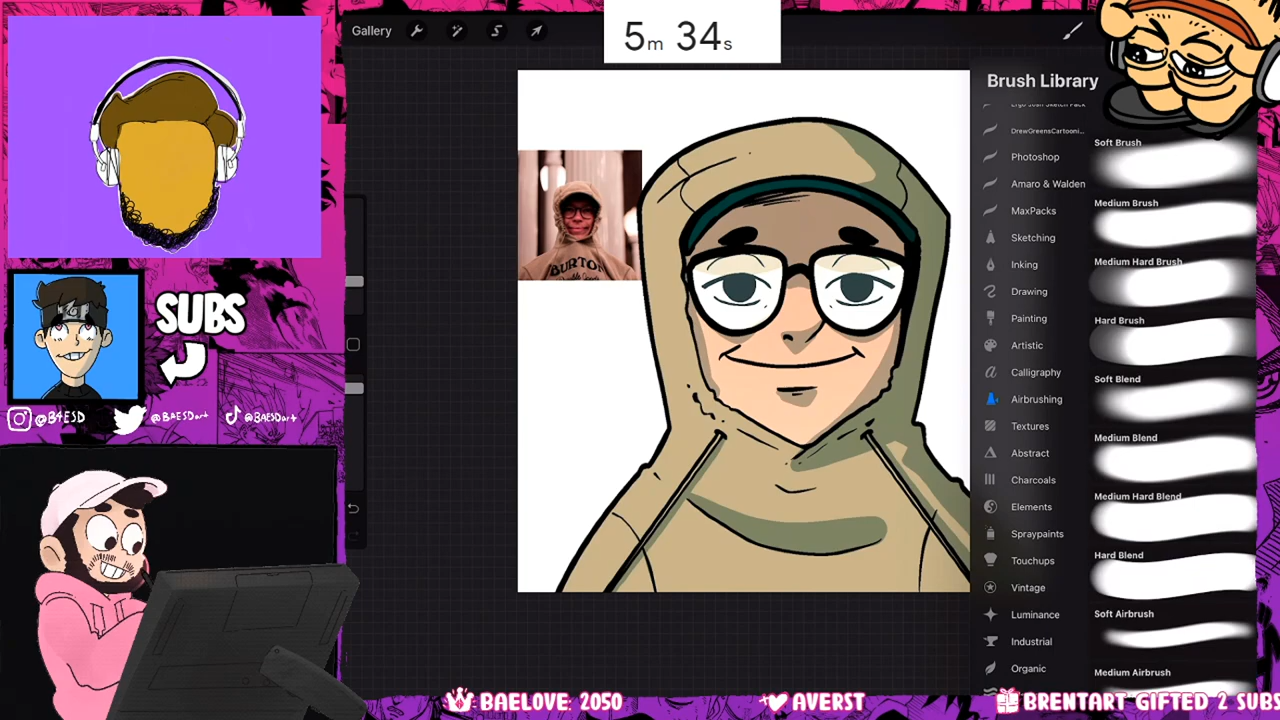 Gallery
5m 34s
Brush Library
DrewGreensCartooni...
Photoshop
Amaro & Walden
MaxPacks
Sketching
Inking
Drawing
Painting
Artistic
Calligraphy
Airbrushing
Textures
Abstract
Charcoals
Elements
Spraypaints
Touchups
Vintage
Luminance
Industrial
Organic
Soft Brush
Medium Brush
Medium Hard Brush
Hard Brush
Soft Blend
Medium Blend
Medium Hard Blend
Hard Blend
Soft Airbrush
Medium Airbrush
BURTON
SUBS
@B4ESD @BAESDart @BAESDart
BAELOVE: 2050 AVERST BRENTART GIFTED 2 SUBS